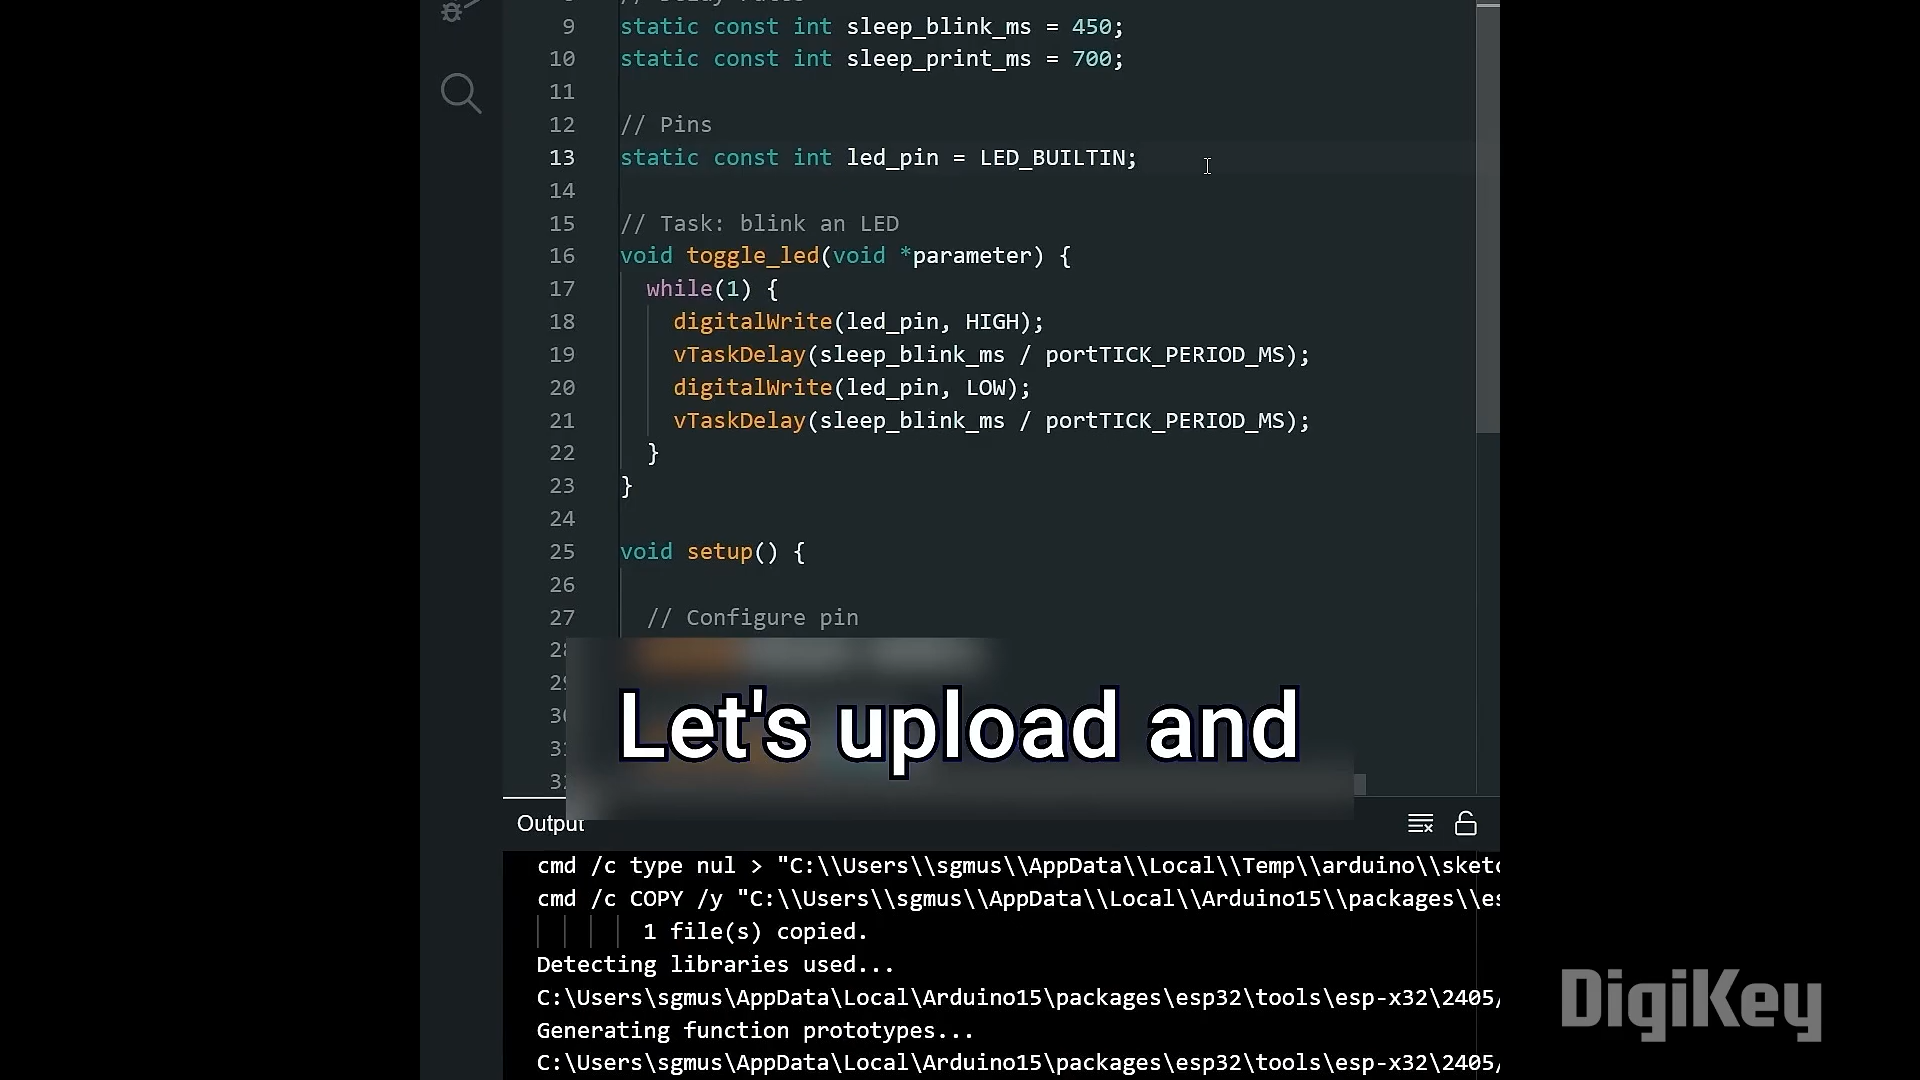 9 static const int sleep_blink_ms = 450;
10 static const int sleep_print_ms = 700;
11
12 // Pins
13 static const int led_pin = LED_BUILTIN;
14
15 // Task: blink an LED
16 void toggle_led(void *parameter) {
17 while(1) {
18 digitalWrite(led_pin, HIGH);
19 vTaskDelay(sleep_blink_ms / portTICK_PERIOD_MS);
20 digitalWrite(led_pin, LOW);
21 vTaskDelay(sleep_blink_ms / portTICK_PERIOD_MS);
22 }
23 }
24
25 void setup() {
26
27 // Configure pin
Let's upload and
Output
cmd /c type nul > "C:\\Users\\sgmus\\AppData\\Local\\Temp\\arduino\\sketc
cmd /c COPY /y "C:\\Users\\sgmus\\AppData\\Local\\Arduino15\\packages\\es
1 file(s) copied.
Detecting libraries used...
C:\Users\sgmus\AppData\Local\Arduino15\packages\esp32\tools\esp-x32\2405/
Generating function prototypes...
C:\Users\sgmus\AppData\Local\Arduino15\packages\esp32\tools\esp-x32\2405/
DigiKey